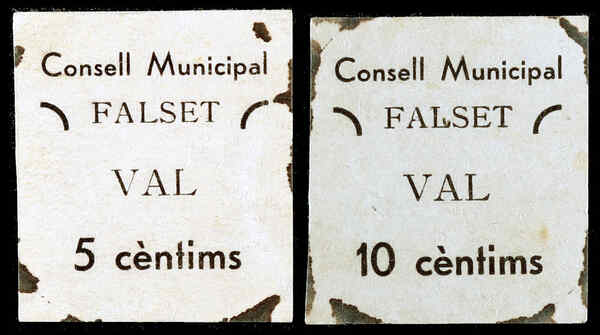 Consell Municipal
FALSET
VAL
5 cèntims
Consell Municipal
FALSET
VAL
10 cèntims